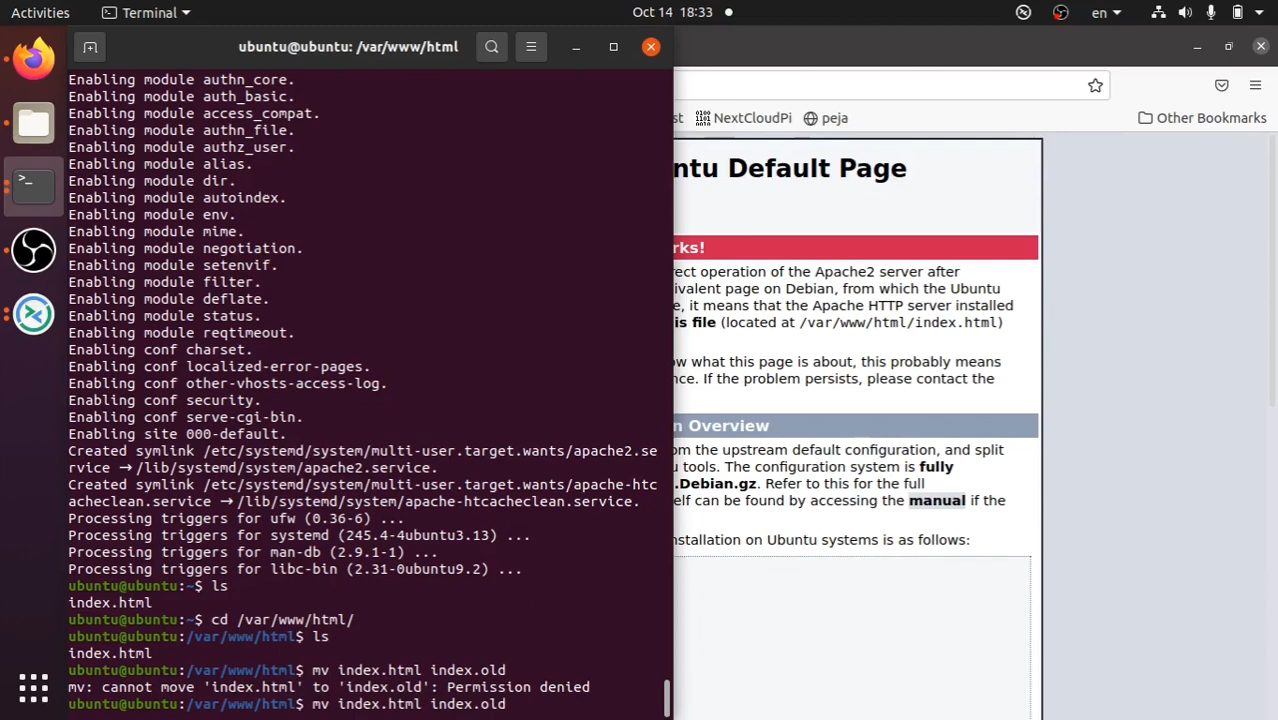 Activities
Terminal
Oct 14 18:33
en
ubuntu@ubuntu: /var/www/html
Enabling module authn_core.
Enabling module auth_basic.
Enabling module access_compat.
Enabling module authn_file.
Enabling module authz_user.
Enabling module alias.
Enabling module dir.
Enabling module autoindex.
Enabling module env.
Enabling module mime.
Enabling module negotiation.
Enabling module setenvif.
Enabling module filter.
Enabling module deflate.
Enabling module status.
Enabling module reqtimeout.
Enabling conf charset.
Enabling conf localized-error-pages.
Enabling conf other-vhosts-access-log.
Enabling conf security.
Enabling conf serve-cgi-bin.
Enabling site 000-default.
Created symlink /etc/systemd/system/multi-user.target.wants/apache2.se
rvice → /lib/systemd/system/apache2.service.
Created symlink /etc/systemd/system/multi-user.target.wants/apache-htc
acheclean.service → /lib/systemd/system/apache-htcacheclean.service.
Processing triggers for ufw (0.36-6) ...
Processing triggers for systemd (245.4-4ubuntu3.13) ...
Processing triggers for man-db (2.9.1-1) ...
Processing triggers for libc-bin (2.31-0ubuntu9.2) ...
ubuntu@ubuntu:~$ ls
index.html
ubuntu@ubuntu:~$ cd /var/www/html/
ubuntu@ubuntu:/var/www/html$ ls
index.html
ubuntu@ubuntu:/var/www/html$ mv index.html index.old
mv: cannot move 'index.html' to 'index.old': Permission denied
ubuntu@ubuntu:/var/www/html$ mv index.html index.old
st
NextCloudPi
peja
Other Bookmarks
ntu Default Page
rks!
rect operation of the Apache2 server after
ivalent page on Debian, from which the Ubuntu
e, it means that the Apache HTTP server installed
is file (located at /var/www/html/index.html)
ow what this page is about, this probably means
nce. If the problem persists, please contact the
n Overview
om the upstream default configuration, and split
u tools. The configuration system is fully
.Debian.gz. Refer to this for the full
elf can be found by accessing the manual if the
nstallation on Ubuntu systems is as follows: